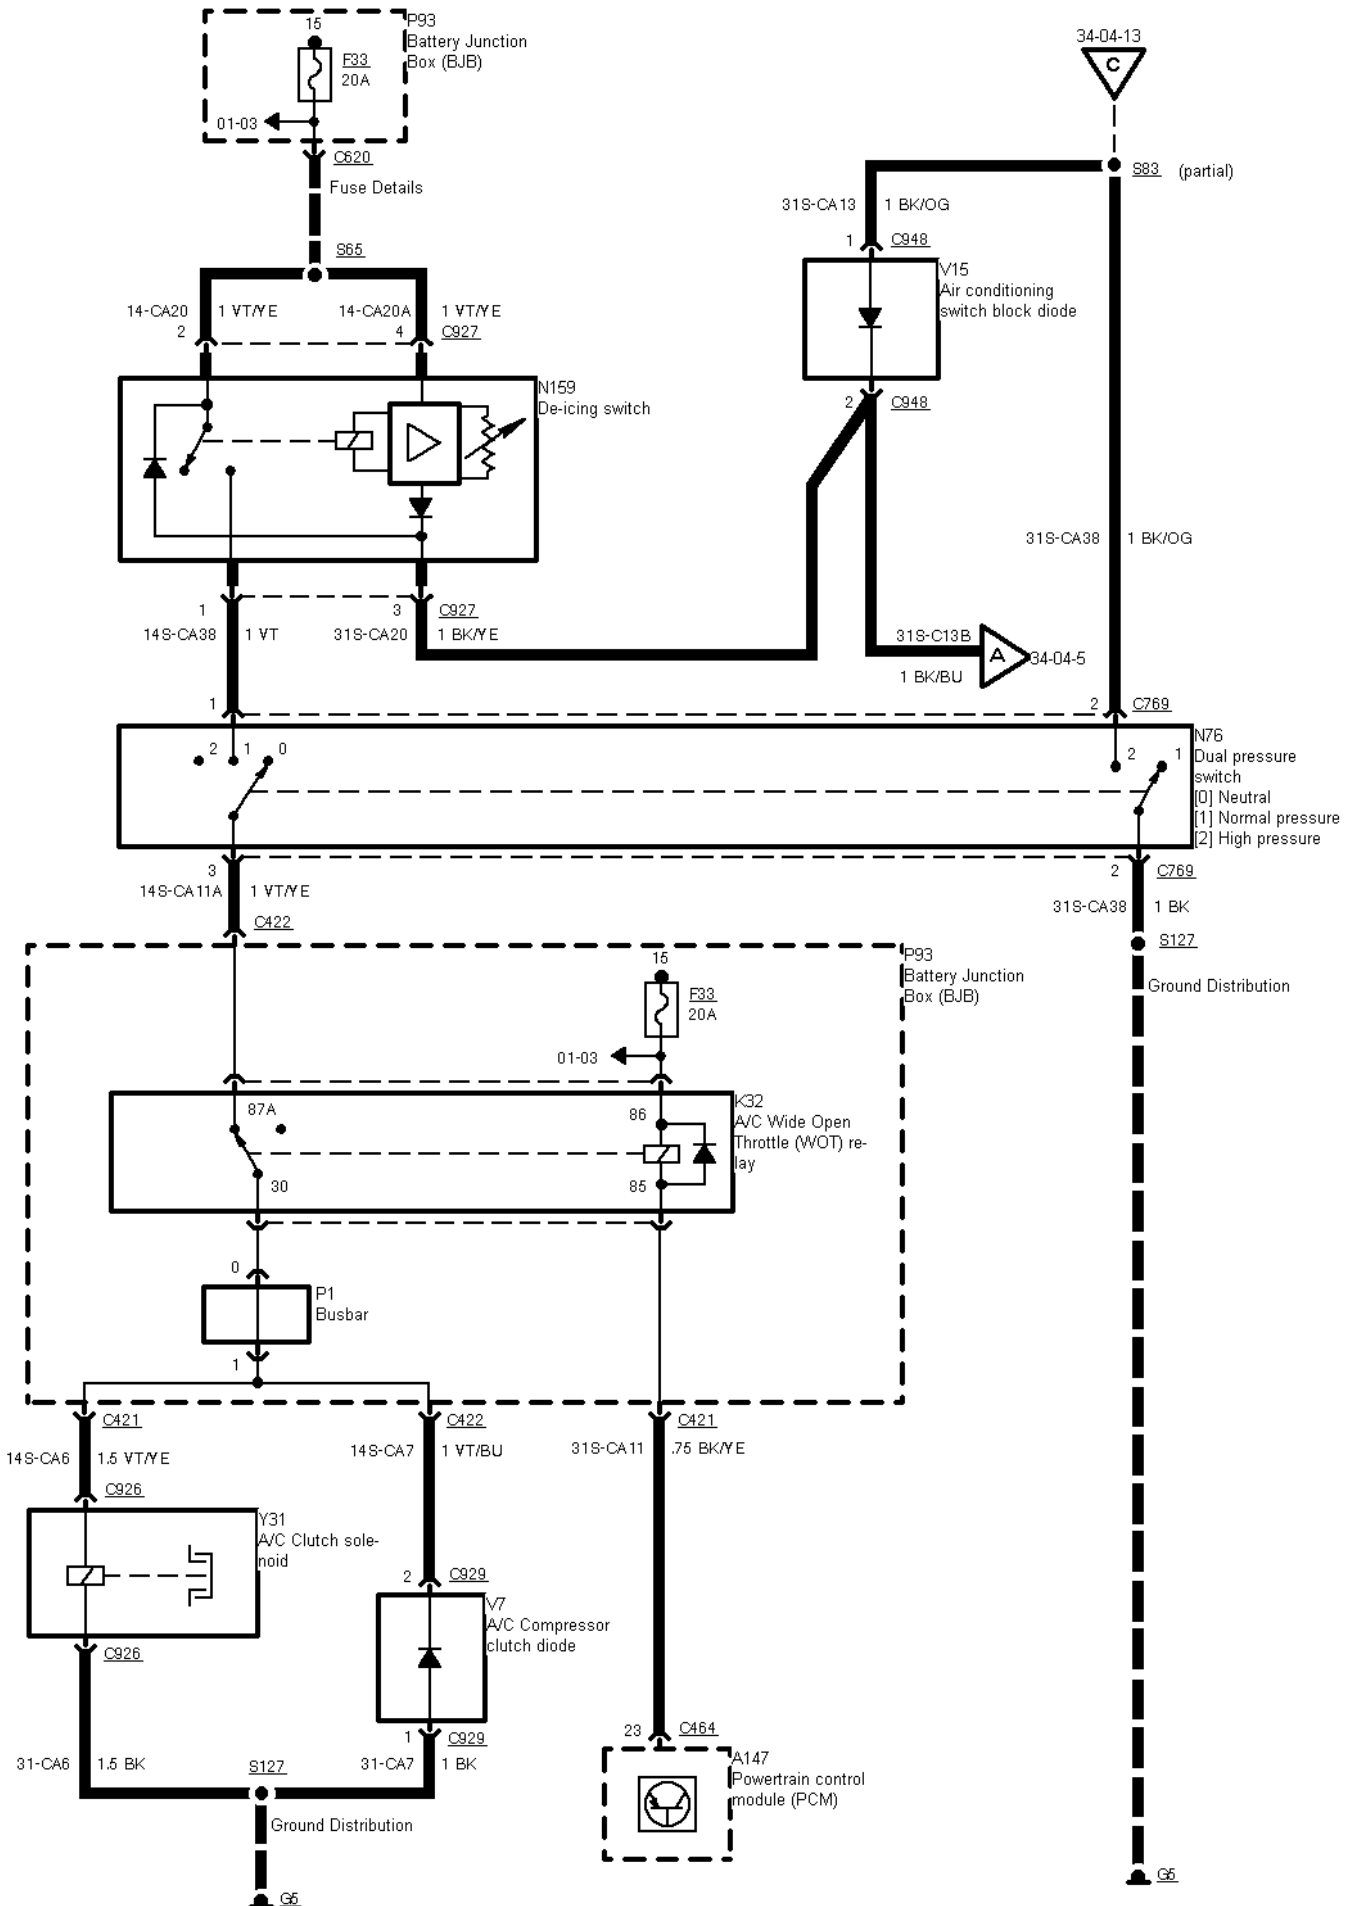 15
P93
Battery Junction
Box (BJB)
F33
20A
01-03
C620
Fuse Details
34-04-13
C
S83 (partial)
31S-CA13 1 BK/OG
1 C948
V15
Air conditioning
switch block diode
2 C948
S65
14-CA20 1 VT/YE
14-CA20A 1 VT/YE
2
4 C927
N159
De-icing switch
1
3 C927
14S-CA38 1 VT
31S-CA20 1 BK/YE
31S-CA38 1 BK/OG
31S-C13B
1 BK/BU
A
34-04-5
1
2 C769
2 1 0
2 1
N76
Dual pressure
switch
[0] Neutral
[1] Normal pressure
[2] High pressure
3
14S-CA11A 1 VT/YE
C422
2 C769
31S-CA38 1 BK
S127
Ground Distribution
P93
Battery Junction
Box (BJB)
15
F33
20A
01-03
87A
86
30
85
K32
A/C Wide Open
Throttle (WOT) re-
lay
0
P1
Busbar
1
C421
C422
C421
14S-CA6 1.5 VT/YE
14S-CA7 1 VT/BU
31S-CA11 .75 BK/YE
C926
Y31
A/C Clutch sole-
noid
C926
2 C929
V7
A/C Compressor
clutch diode
1 C929
31-CA6 1.5 BK
31-CA7 1 BK
S127
Ground Distribution
G5
23 C464
A147
Powertrain control
module (PCM)
G5